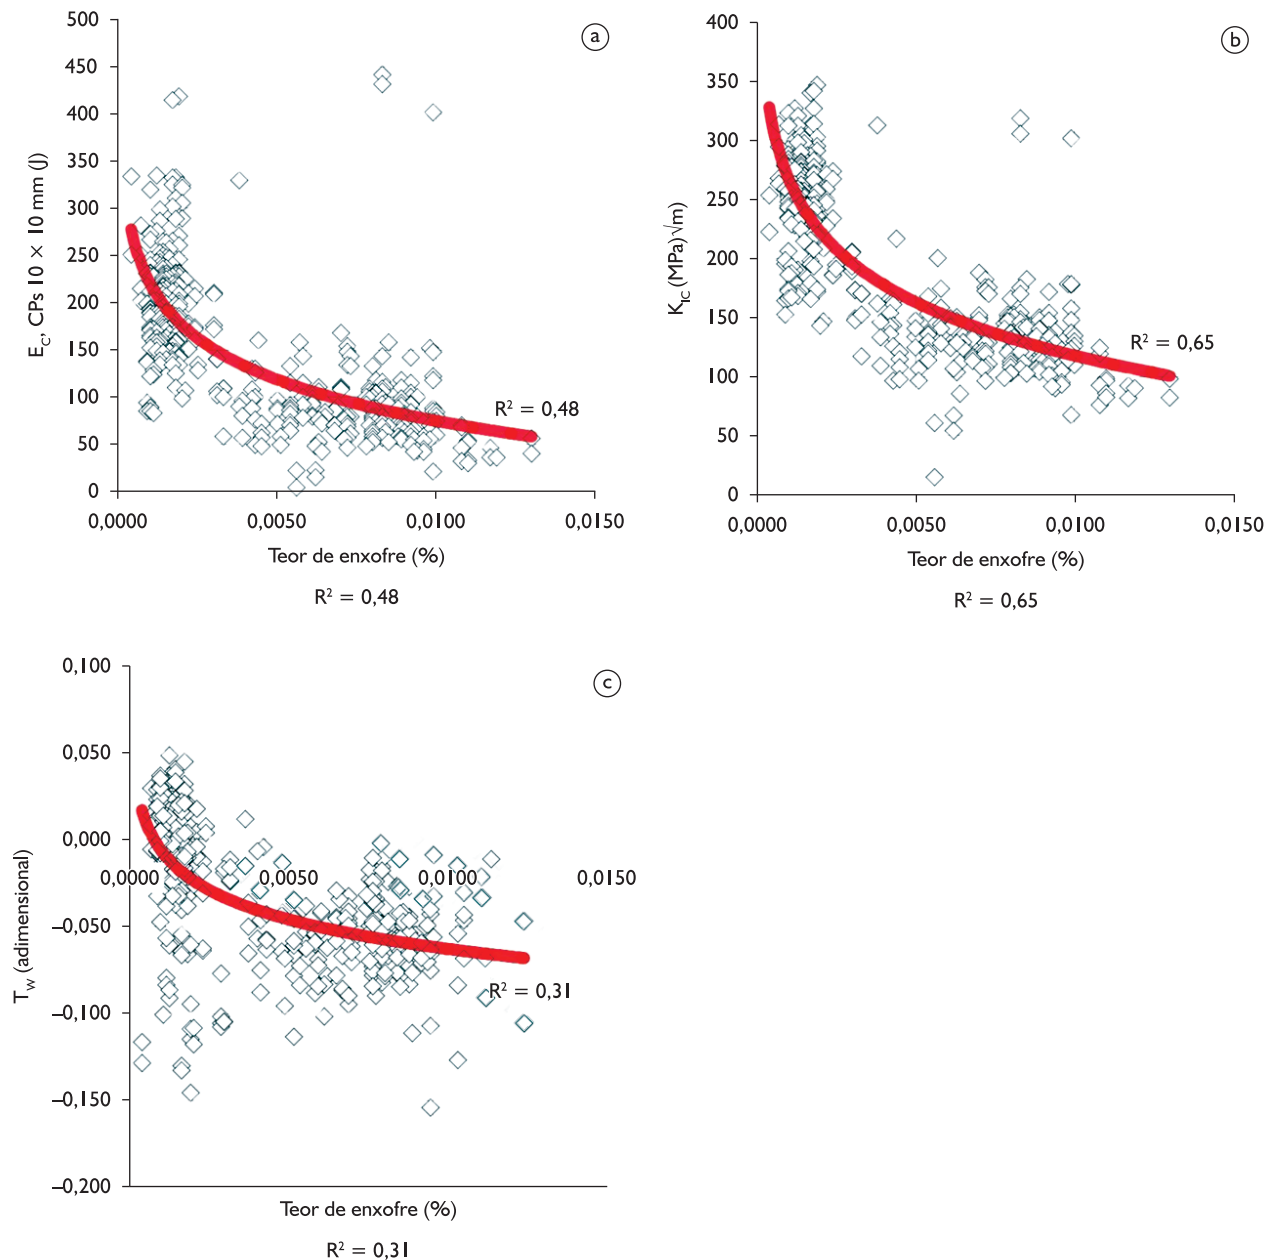 a
500
450
400
350
300
250
200
150
100
50
0
E_C, CPs 10 × 10 mm (J)
R² = 0,48
0,0000 0,0050 0,0100 0,0150
Teor de enxofre (%)
R² = 0,48
b
400
350
300
250
200
150
100
50
0
K_IC (MPa)√m
R² = 0,65
0,0000 0,0050 0,0100 0,0150
Teor de enxofre (%)
R² = 0,65
c
0,100
0,050
0,000
–0,050
–0,100
–0,150
–0,200
T_W (adimensional)
0,0000 0,0050 0,0100 0,0150
R² = 0,31
Teor de enxofre (%)
R² = 0,31